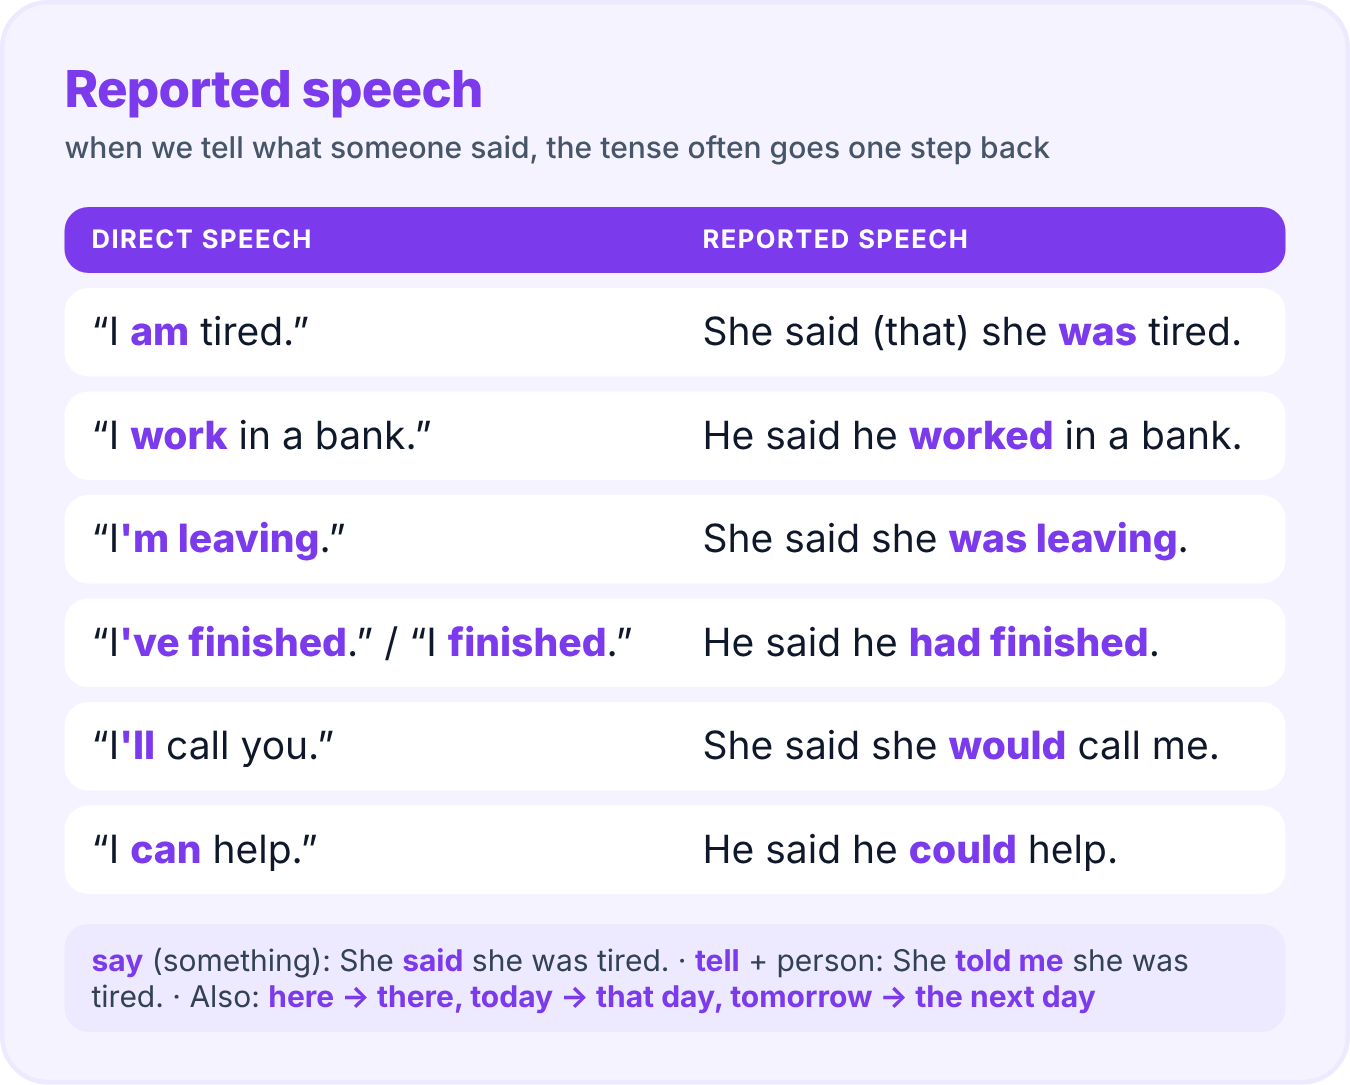 Reported speech
when we tell what someone said, the tense often goes one step back
DIRECT SPEECH REPORTED SPEECH
“I am tired.” She said (that) she was tired.
“I work in a bank.” He said he worked in a bank.
“I'm leaving.” She said she was leaving.
“I've finished.” / “I finished.” He said he had finished.
“I'll call you.” She said she would call me.
“I can help.” He said he could help.
say (something): She said she was tired. · tell + person: She told me she was
tired. · Also: here → there, today → that day, tomorrow → the next day